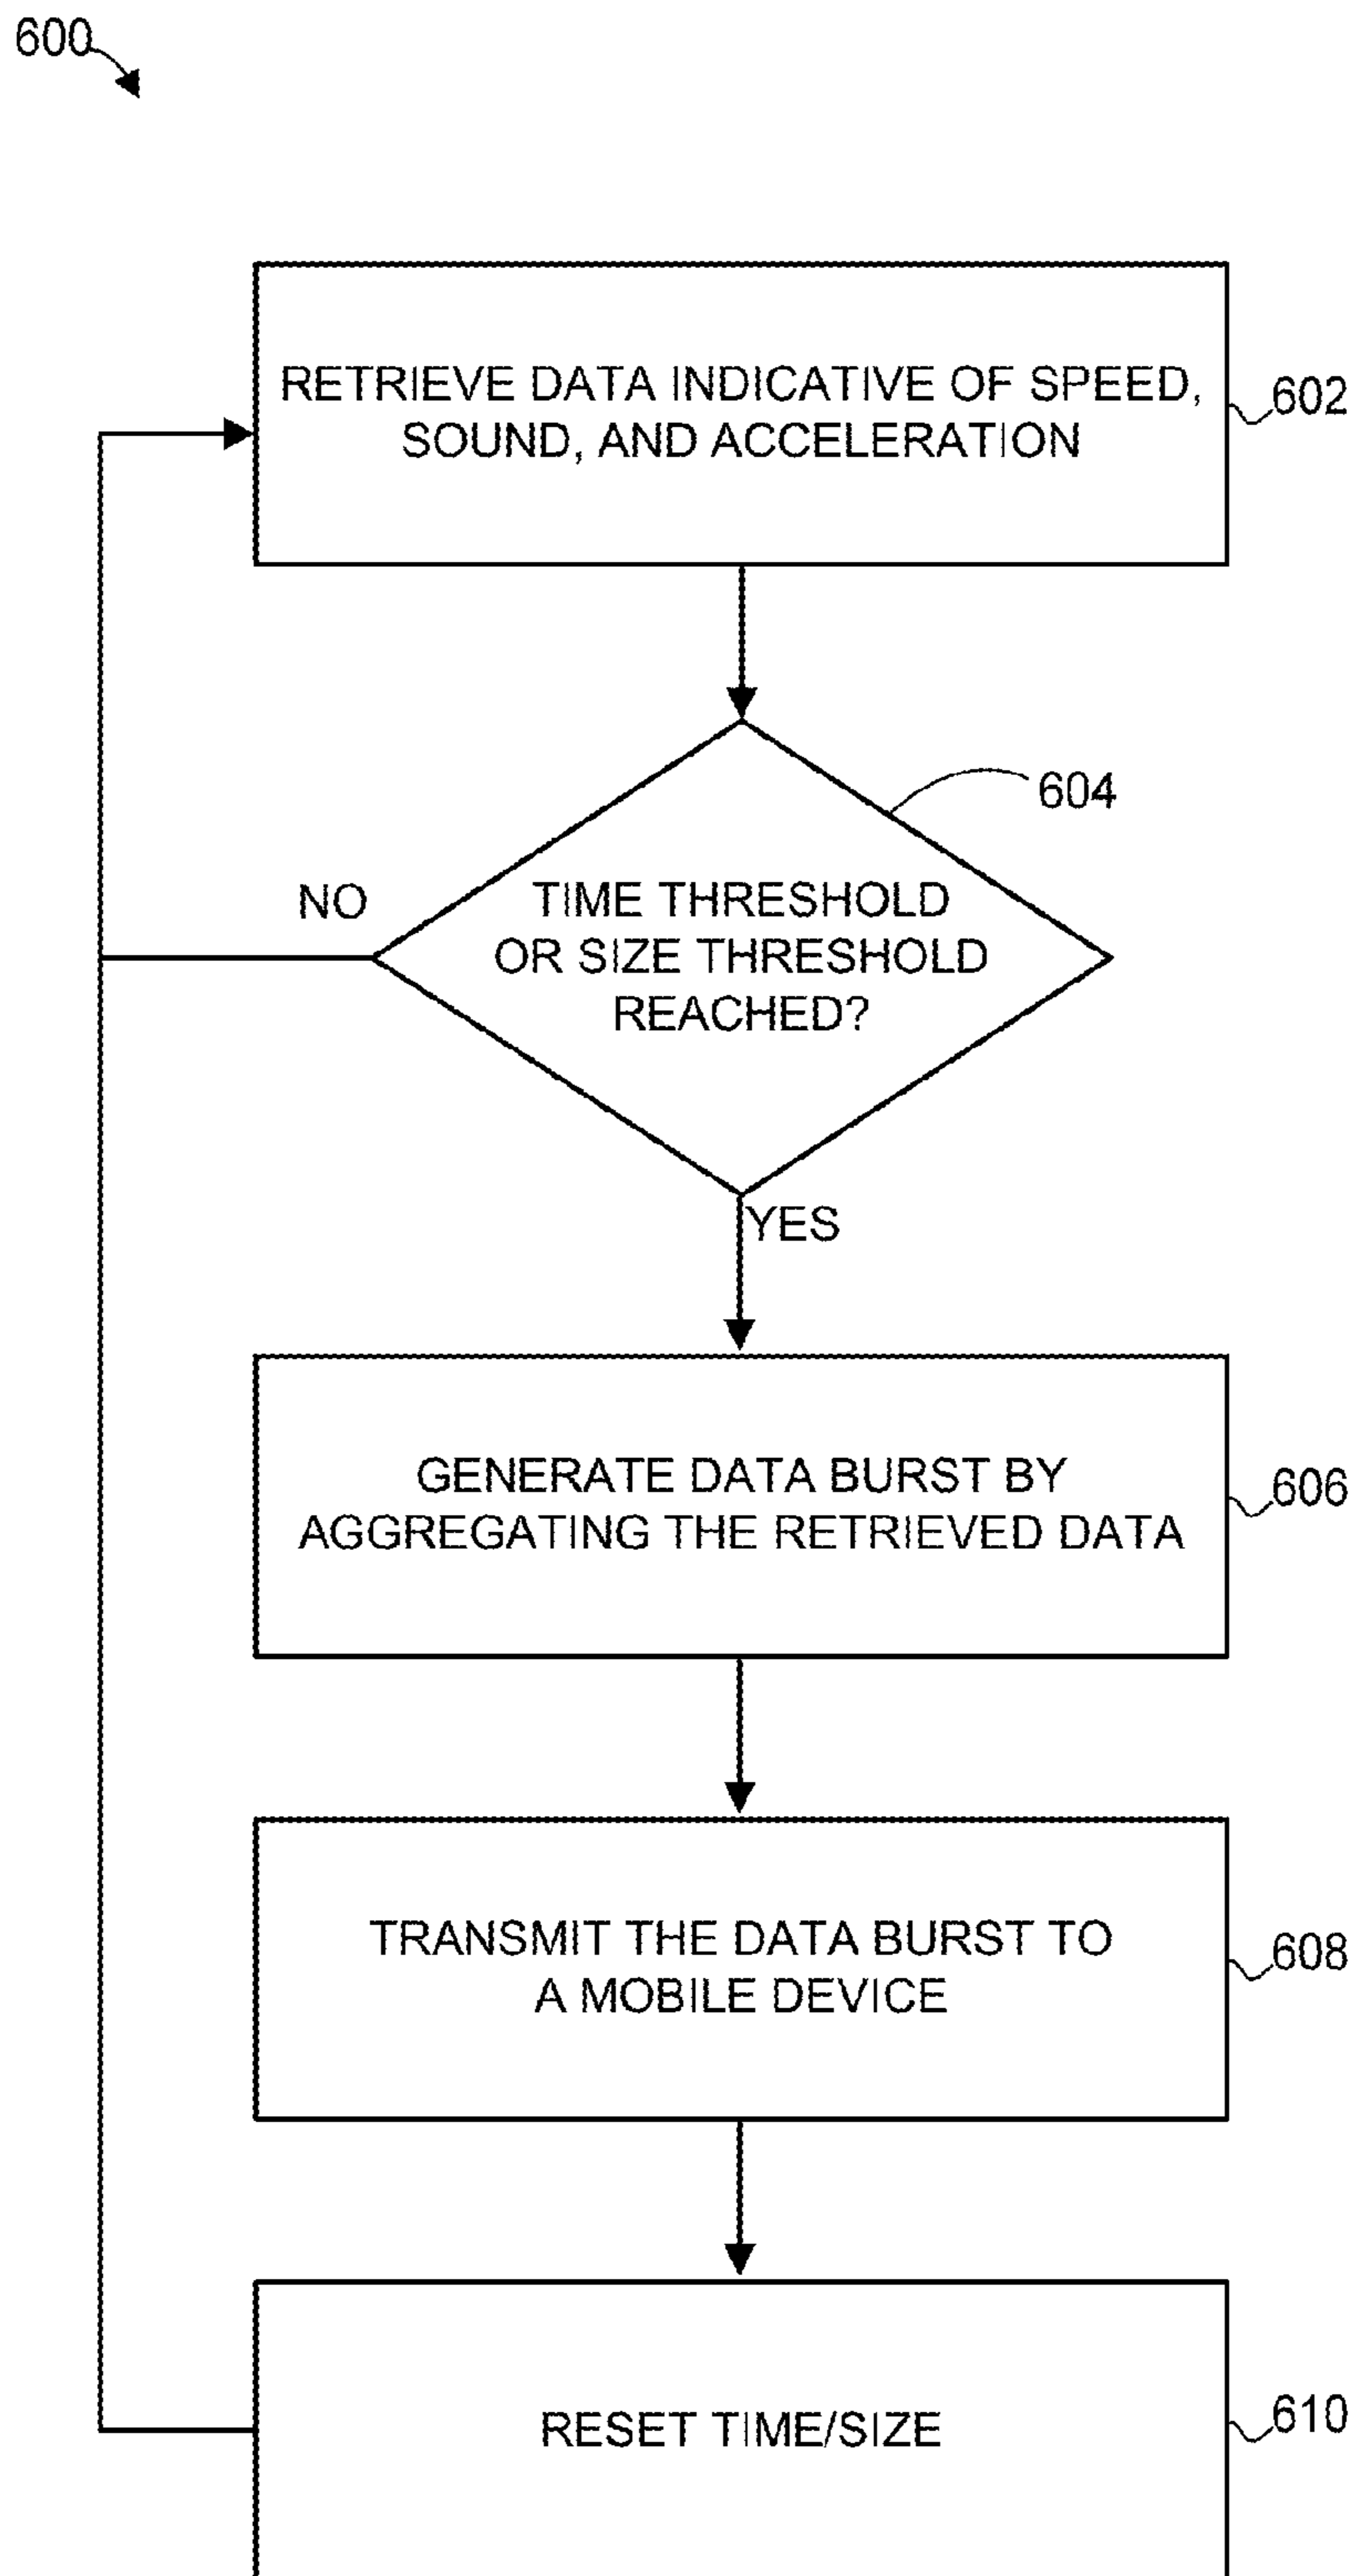 600
RETRIEVE DATA INDICATIVE OF SPEED,
SOUND, AND ACCELERATION
602
604
NO
TIME THRESHOLD
OR SIZE THRESHOLD
REACHED?
YES
GENERATE DATA BURST BY
AGGREGATING THE RETRIEVED DATA
606
TRANSMIT THE DATA BURST TO
A MOBILE DEVICE
608
RESET TIME/SIZE
610